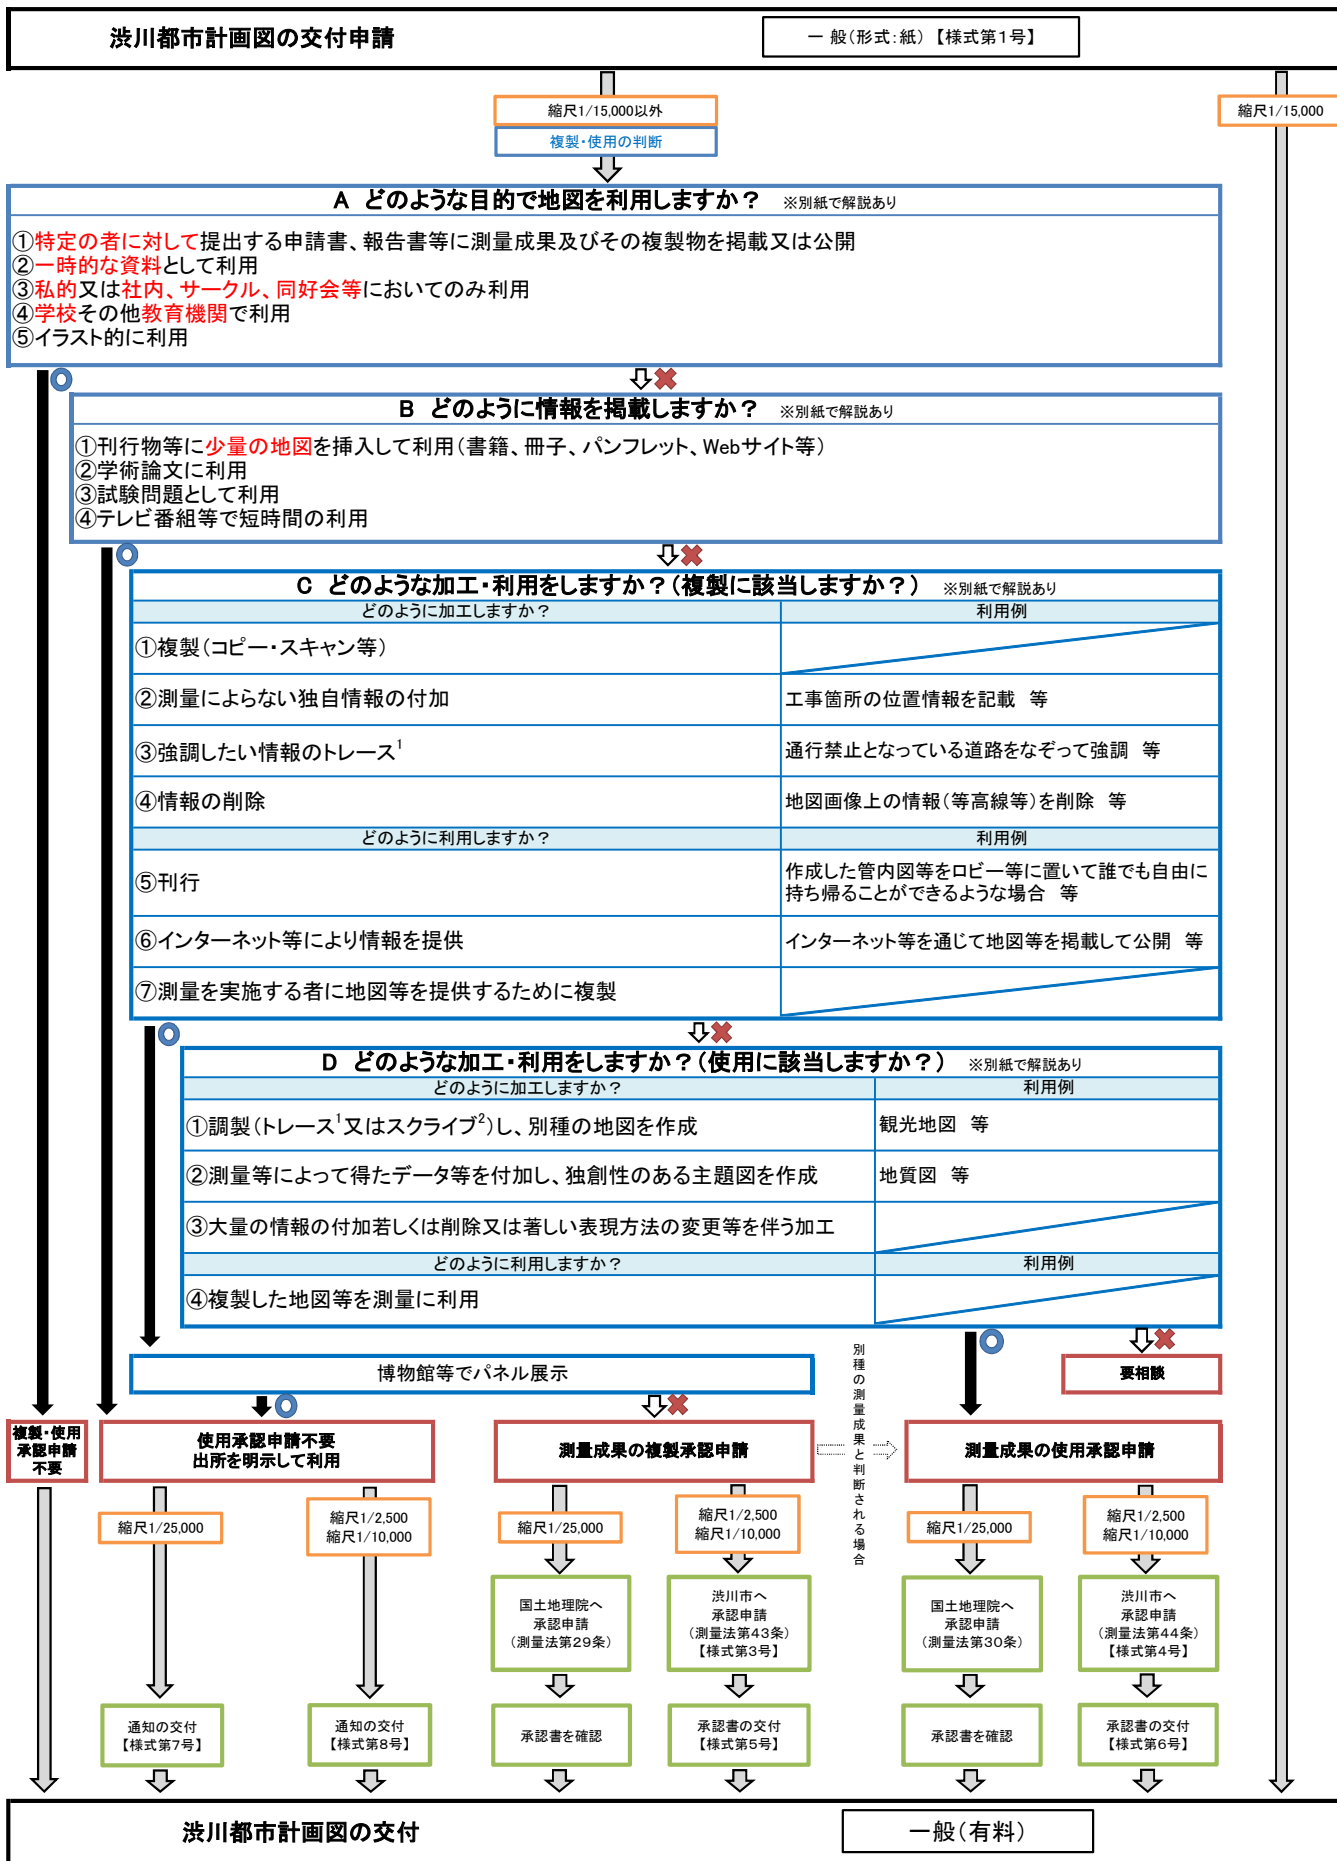 渋川都市計画図の交付申請
一般(形式:紙)【様式第1号】
縮尺1/15,000以外
縮尺1/15,000
複製・使用の判断
A どのような目的で地図を利用しますか? ※別紙で解説あり
①特定の者に対して提出する申請書、報告書等に測量成果及びその複製物を掲載又は公開
②一時的な資料として利用
③私的又は社内、サークル、同好会等においてのみ利用
④学校その他教育機関で利用
⑤イラスト的に利用
B どのように情報を掲載しますか? ※別紙で解説あり
①刊行物等に少量の地図を挿入して利用(書籍、冊子、パンフレット、Webサイト等)
②学術論文に利用
③試験問題として利用
④テレビ番組等で短時間の利用
C どのような加工・利用をしますか?(複製に該当しますか?) ※別紙で解説あり
どのように加工しますか? 利用例
①複製(コピー・スキャン等)
②測量によらない独自情報の付加 工事箇所の位置情報を記載 等
③強調したい情報のトレース1 通行禁止となっている道路をなぞって強調 等
④情報の削除 地図画像上の情報(等高線等)を削除 等
どのように利用しますか? 利用例
⑤刊行 作成した管内図等をロビー等に置いて誰でも自由に
持ち帰ることができるような場合 等
⑥インターネット等により情報を提供 インターネット等を通じて地図等を掲載して公開 等
⑦測量を実施する者に地図等を提供するために複製
D どのような加工・利用をしますか?(使用に該当しますか?) ※別紙で解説あり
どのように加工しますか? 利用例
①調製(トレース1又はスクライブ2)し、別種の地図を作成 観光地図 等
②測量等によって得たデータ等を付加し、独創性のある主題図を作成 地質図 等
③大量の情報の付加若しくは削除又は著しい表現方法の変更等を伴う加工
どのように利用しますか? 利用例
④複製した地図等を測量に利用
博物館等でパネル展示
別種の測量成果と判断される場合
要相談
複製・使用
承認申請
不要
使用承認申請不要
出所を明示して利用
測量成果の複製承認申請
測量成果の使用承認申請
縮尺1/25,000
縮尺1/2,500
縮尺1/10,000
縮尺1/25,000
縮尺1/2,500
縮尺1/10,000
縮尺1/25,000
縮尺1/2,500
縮尺1/10,000
国土地理院へ
承認申請
(測量法第29条)
渋川市へ
承認申請
(測量法第43条)
【様式第3号】
国土地理院へ
承認申請
(測量法第30条)
渋川市へ
承認申請
(測量法第44条)
【様式第4号】
通知の交付
【様式第7号】
通知の交付
【様式第8号】
承認書を確認
承認書の交付
【様式第5号】
承認書を確認
承認書の交付
【様式第6号】
渋川都市計画図の交付
一般(有料)